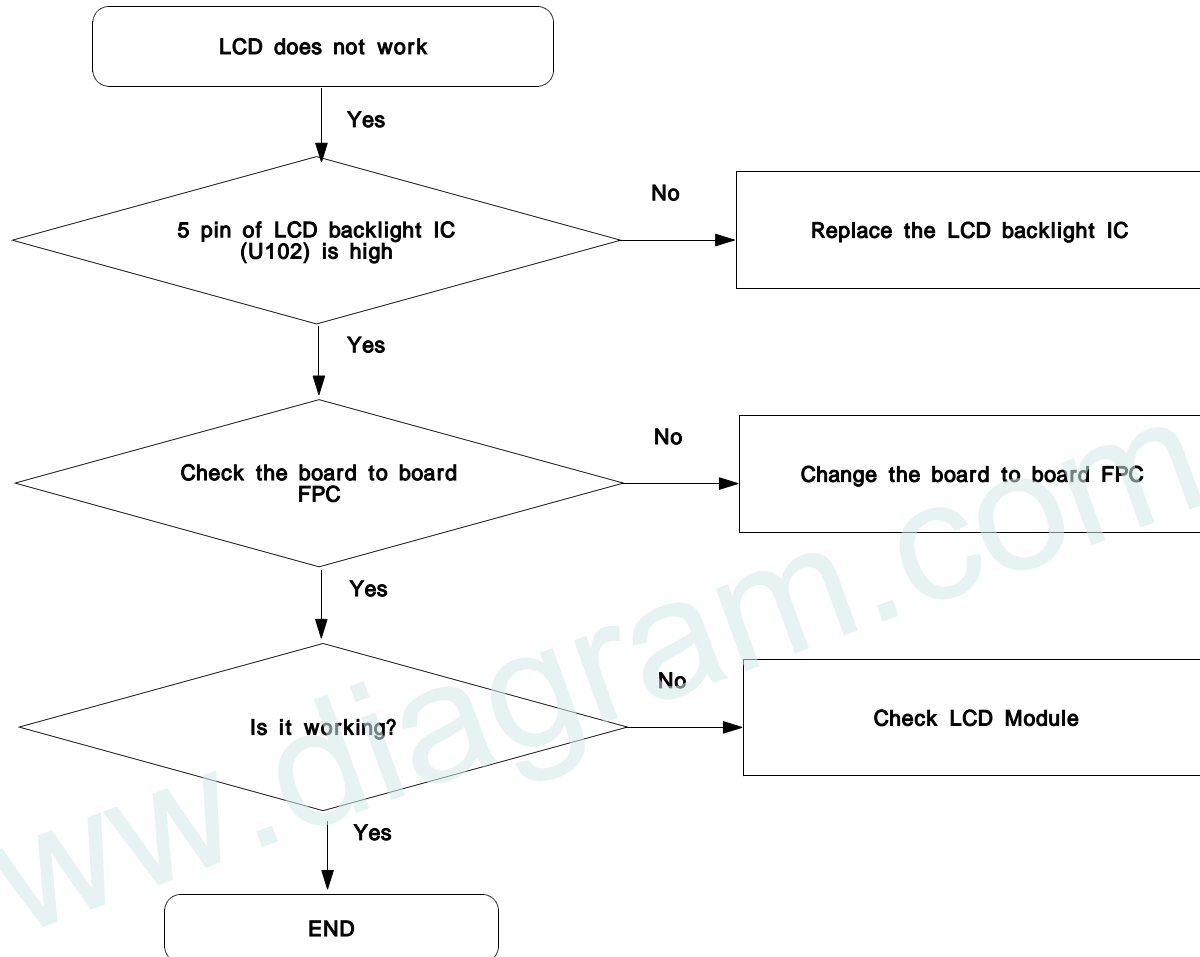 LCD does not work
Yes
5 pin of LCD backlight IC
(U102) is high
No
Replace the LCD backlight IC
Yes
Check the board to board
FPC
No
Change the board to board FPC
Yes
Is it working?
No
Check LCD Module
Yes
END
ww.diagram.com